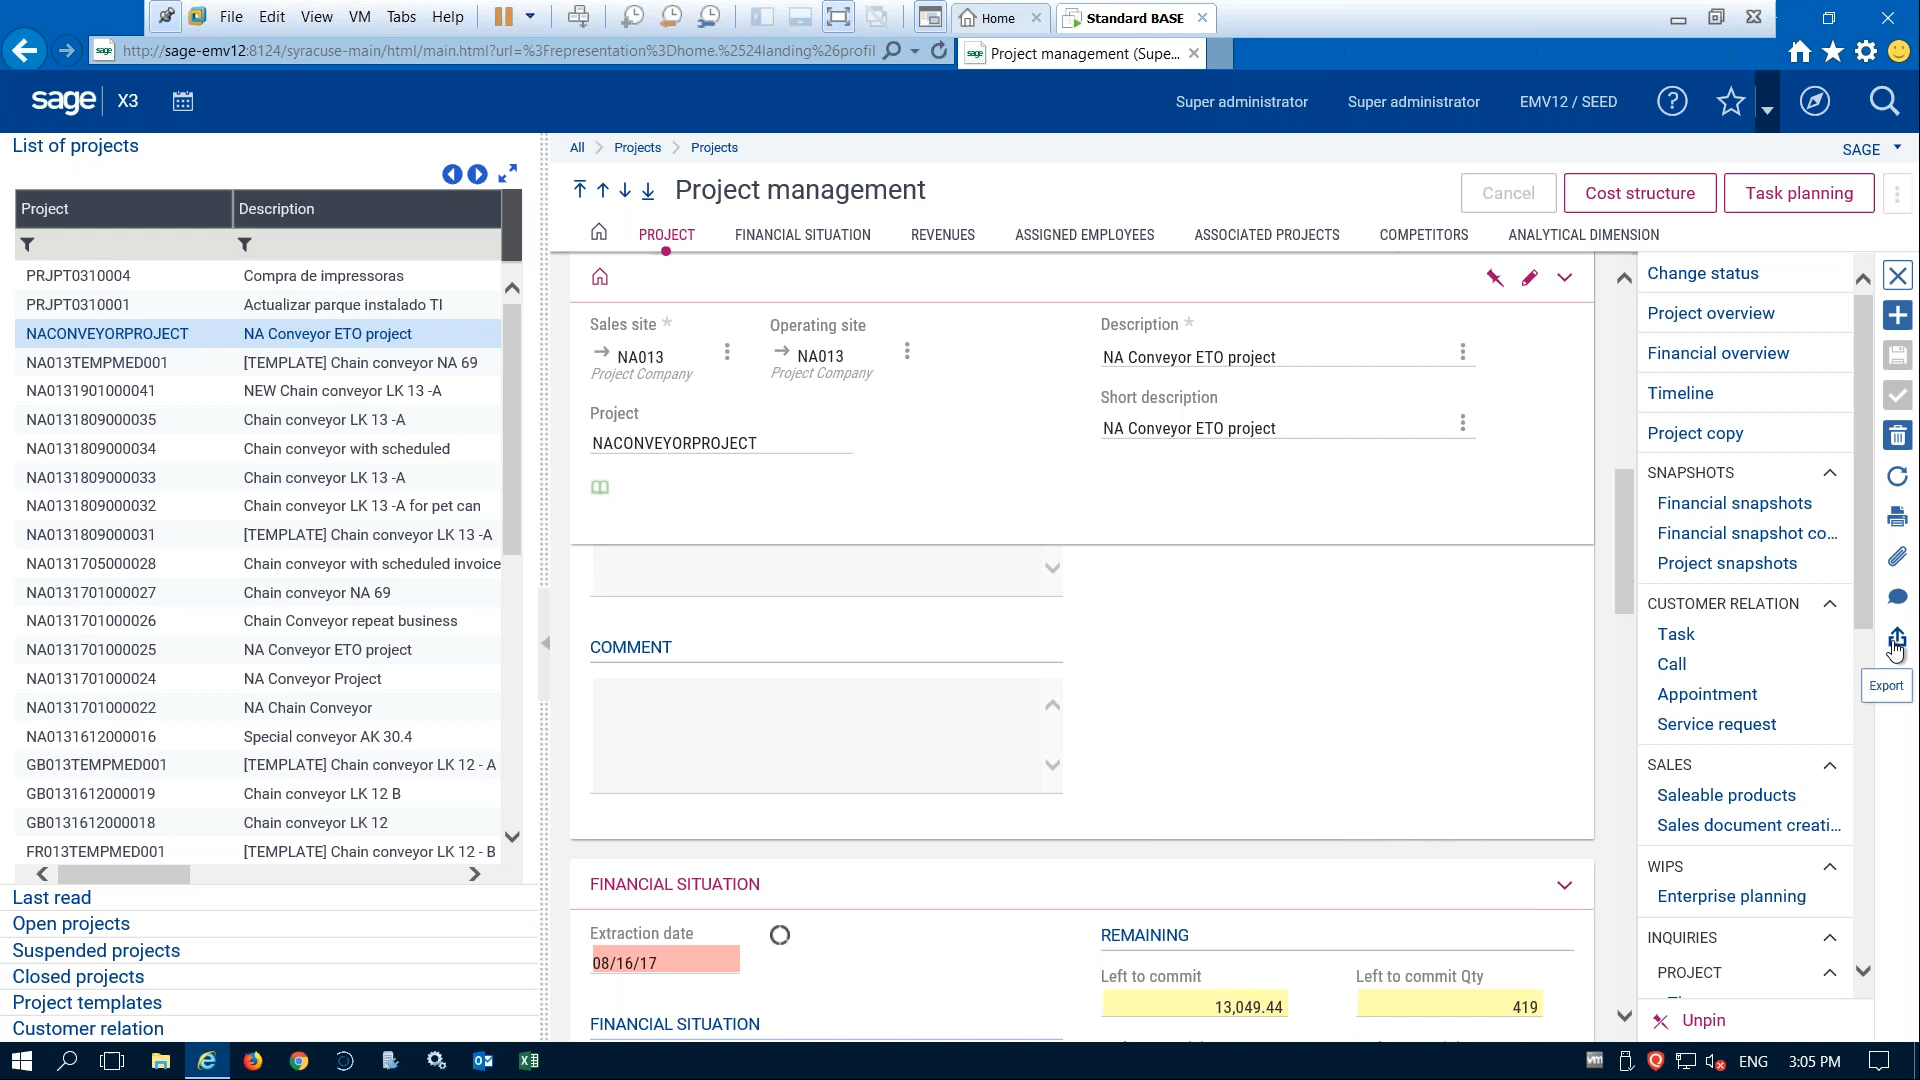 File Edit View VM Tabs Help
Home
Standard BASE
http://sage-emv12:8124/syracuse-main/html/main.html?url=%3Frepresentation%3Dhome.%2524landing%26profil
Project management (Supe...
sage X3
Super administrator
Super administrator
EMV12 / SEED
List of projects
All Projects Projects
SAGE
Project management
Cancel
Cost structure
Task planning
PROJECT
FINANCIAL SITUATION
REVENUES
ASSIGNED EMPLOYEES
ASSOCIATED PROJECTS
COMPETITORS
ANALYTICAL DIMENSION
Project Description
PRJPT0310004 Compra de impressoras
PRJPT0310001 Actualizar parque instalado TI
NACONVEYORPROJECT NA Conveyor ETO project
NA013TEMPMED001 [TEMPLATE] Chain conveyor NA 69
NA0131901000041 NEW Chain conveyor LK 13 -A
NA0131809000035 Chain conveyor LK 13 -A
NA0131809000034 Chain conveyor with scheduled
NA0131809000033 Chain conveyor LK 13 -A
NA0131809000032 Chain conveyor LK 13 -A for pet can
NA0131809000031 [TEMPLATE] Chain conveyor LK 13 -A
NA0131705000028 Chain conveyor with scheduled invoice
NA0131701000027 Chain conveyor NA 69
NA0131701000026 Chain Conveyor repeat business
NA0131701000025 NA Conveyor ETO project
NA0131701000024 NA Conveyor Project
NA0131701000022 NA Chain Conveyor
NA0131612000016 Special conveyor AK 30.4
GB013TEMPMED001 [TEMPLATE] Chain conveyor LK 12 - A
GB0131612000019 Chain conveyor LK 12 B
GB0131612000018 Chain conveyor LK 12
FR013TEMPMED001 [TEMPLATE] Chain conveyor LK 12 - B
Last read
Open projects
Suspended projects
Closed projects
Project templates
Customer relation
Sales site *
NA013
Project Company
Operating site
NA013
Project Company
Description *
NA Conveyor ETO project
Short description
NA Conveyor ETO project
Project
NACONVEYORPROJECT
COMMENT
FINANCIAL SITUATION
Extraction date
08/16/17
FINANCIAL SITUATION
REMAINING
Left to commit
13,049.44
Left to commit Qty
419
Change status
Project overview
Financial overview
Timeline
Project copy
SNAPSHOTS
Financial snapshots
Financial snapshot co...
Project snapshots
CUSTOMER RELATION
Task
Call
Appointment
Service request
SALES
Saleable products
Sales document creati...
WIPS
Enterprise planning
INQUIRIES
PROJECT
Unpin
Export
ENG 3:05 PM